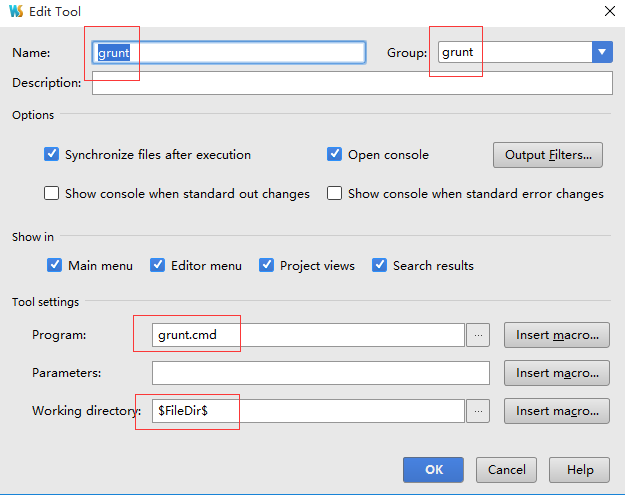 WS Edit Tool
Name: grunt Group: grunt
Description:
Options
Synchronize files after execution Open console Output Filters...
Show console when standard out changes Show console when standard error changes
Show in
Main menu Editor menu Project views Search results
Tool settings
Program: grunt.cmd ... Insert macro...
Parameters: Insert macro...
Working directory: $FileDir$ ... Insert macro...
OK Cancel Help